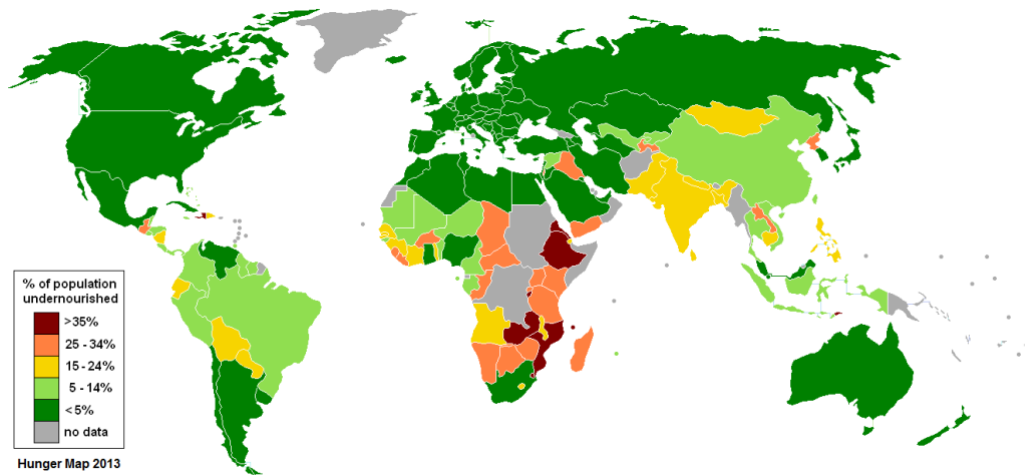 % of population
undernourished
>35%
25 - 34%
15 - 24%
5 - 14%
<5%
no data
Hunger Map 2013